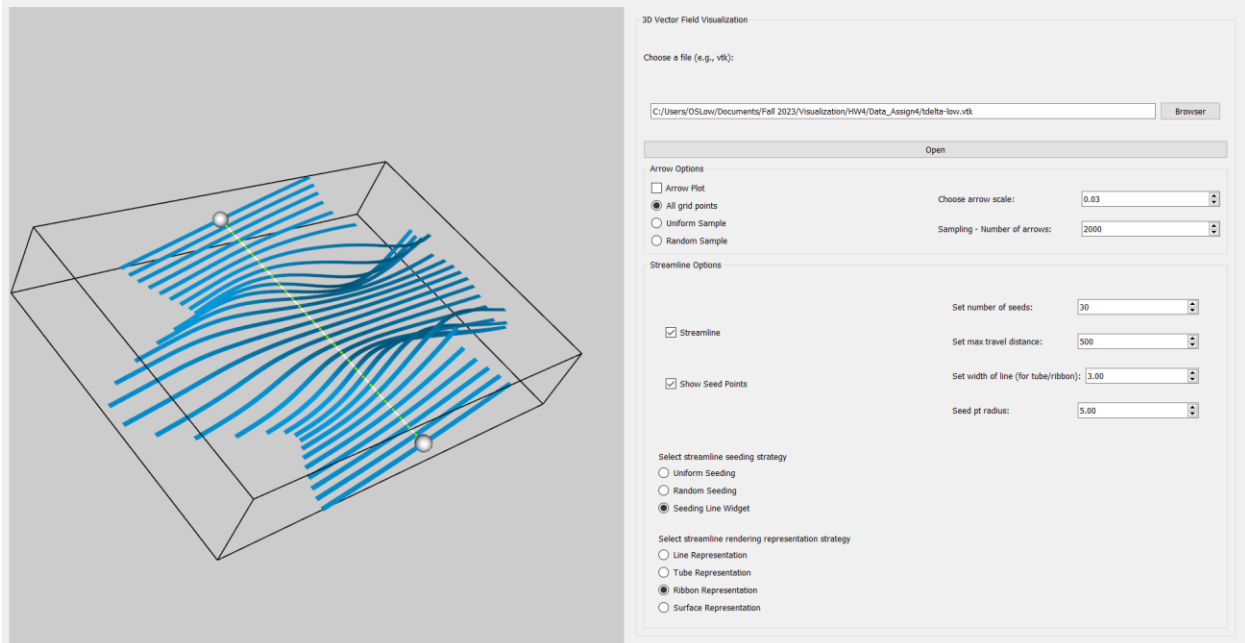 3D Vector Field Visualization
Choose a file (e.g., vtk):
C:/Users/OSLow/Documents/Fall 2023/Visualization/HW4/Data_Assign4/tdelta-low.vtk
Browser
Open
Arrow Options
Arrow Plot
All grid points
Uniform Sample
Random Sample
Choose arrow scale:
0.03
Sampling - Number of arrows:
2000
Streamline Options
Streamline
Show Seed Points
Set number of seeds:
30
Set max travel distance:
500
Set width of line (for tube/ribbon):
3.00
Seed pt radius:
5.00
Select streamline seeding strategy
Uniform Seeding
Random Seeding
Seeding Line Widget
Select streamline rendering representation strategy
Line Representation
Tube Representation
Ribbon Representation
Surface Representation